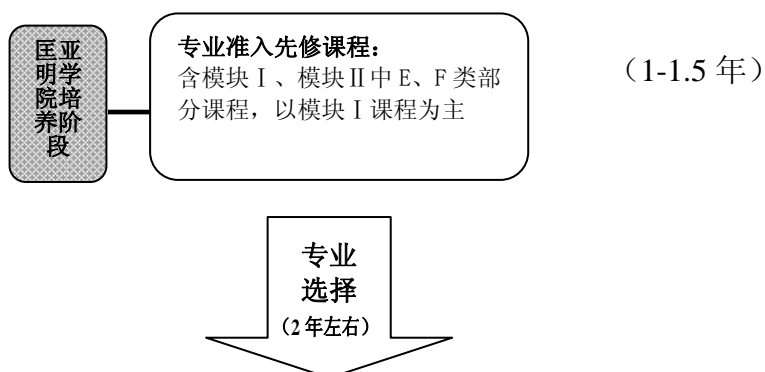 匡亚
明学
院培
养阶
段
专业准入先修课程：
含模块Ⅰ、模块Ⅱ中 E、F 类部
分课程，以模块Ⅰ课程为主
（1-1.5 年）
专业
选择
（2 年左右）